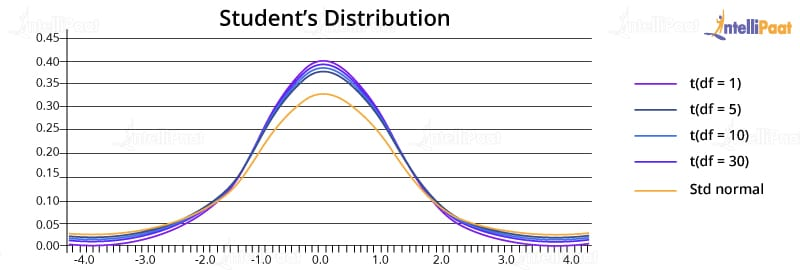 Student’s Distribution
IntelliPaat
0.45
0.40
0.35
0.30
0.25
0.20
0.15
0.10
0.05
0.00
-4.0 -3.0 -2.0 -1.0 0.0 1.0 2.0 3.0 4.0
t(df = 1)
t(df = 5)
t(df = 10)
t(df = 30)
Std normal